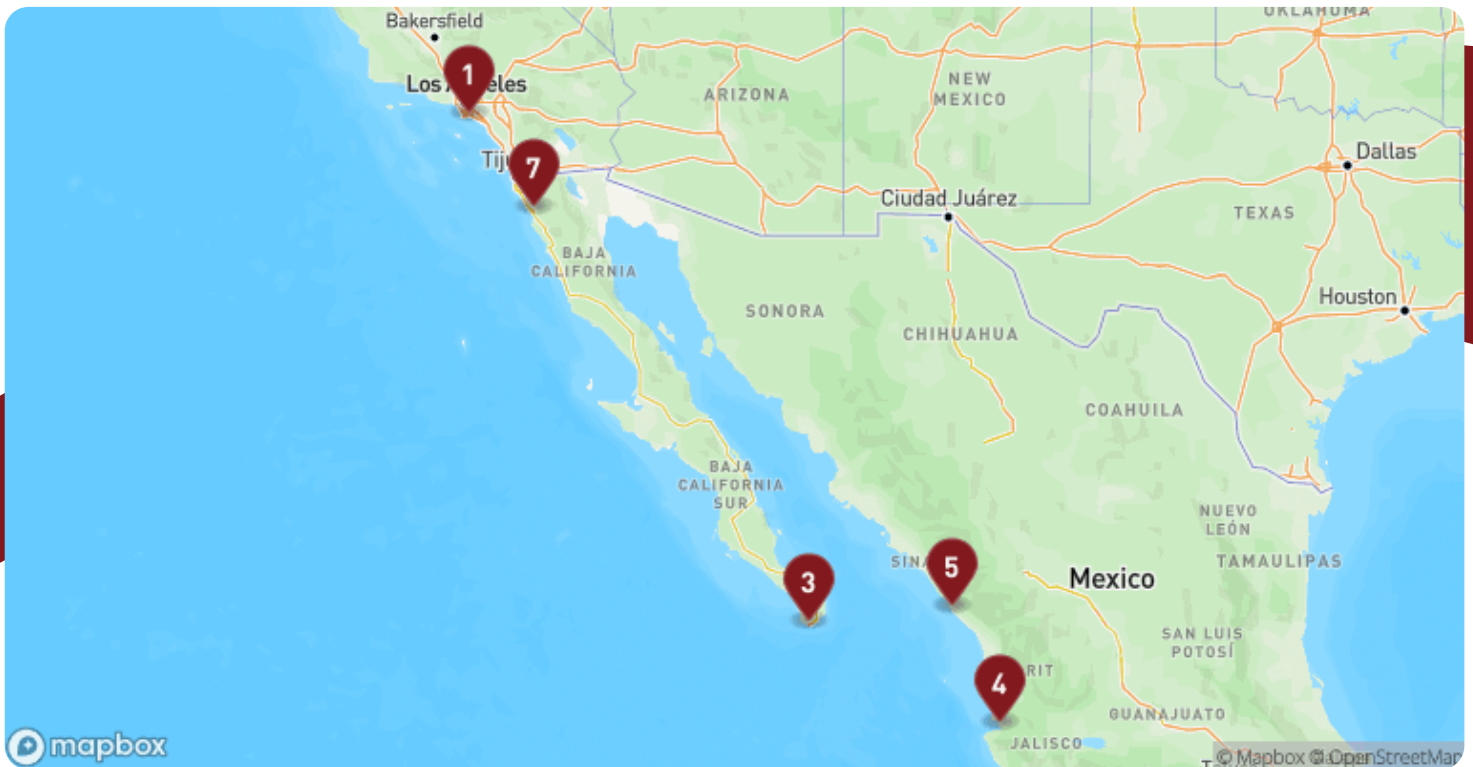 Bakersfield
OKLAHOMA
1
Los Angeles
ARIZONA
NEW
MEXICO
Dallas
7
Ciudad Juárez
TEXAS
BAJA
CALIFORNIA
Houston
SONORA
CHIHUAHUA
COAHUILA
BAJA
CALIFORNIA
SUR
NUEVO
LEÓN
5
TAMAULIPAS
3
Mexico
SAN LUIS
POTOSÍ
4
GUANAJUATO
JALISCO
mapbox
© Mapbox © OpenStreetMap